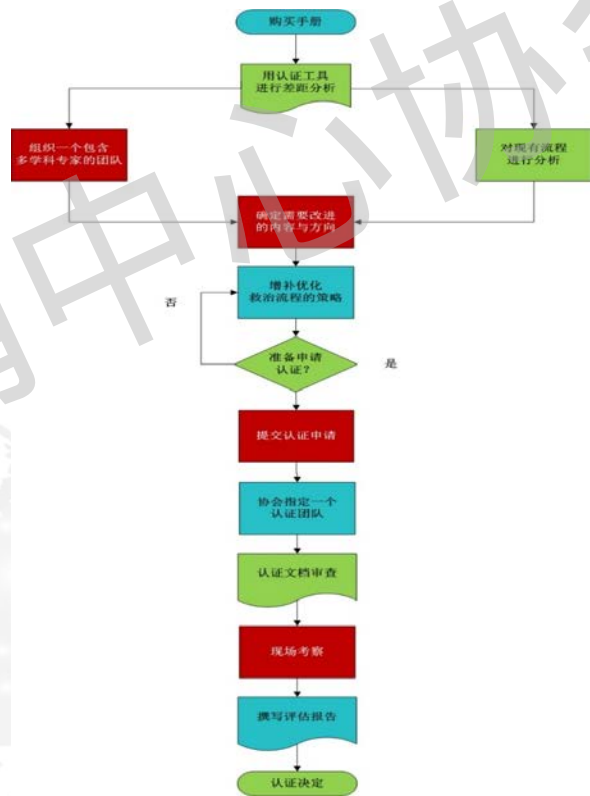 购买手册
用认证工具
进行差距分析
组织一个包含
多学科专家的团队
对现有流程
进行分析
确定需要改进
的内容与方向
增补优化
救治流程的策略
否
准备申请
认证？
是
提交认证申请
协会指定一个
认证团队
认证文档审查
现场考察
撰写评估报告
认证决定
中心协